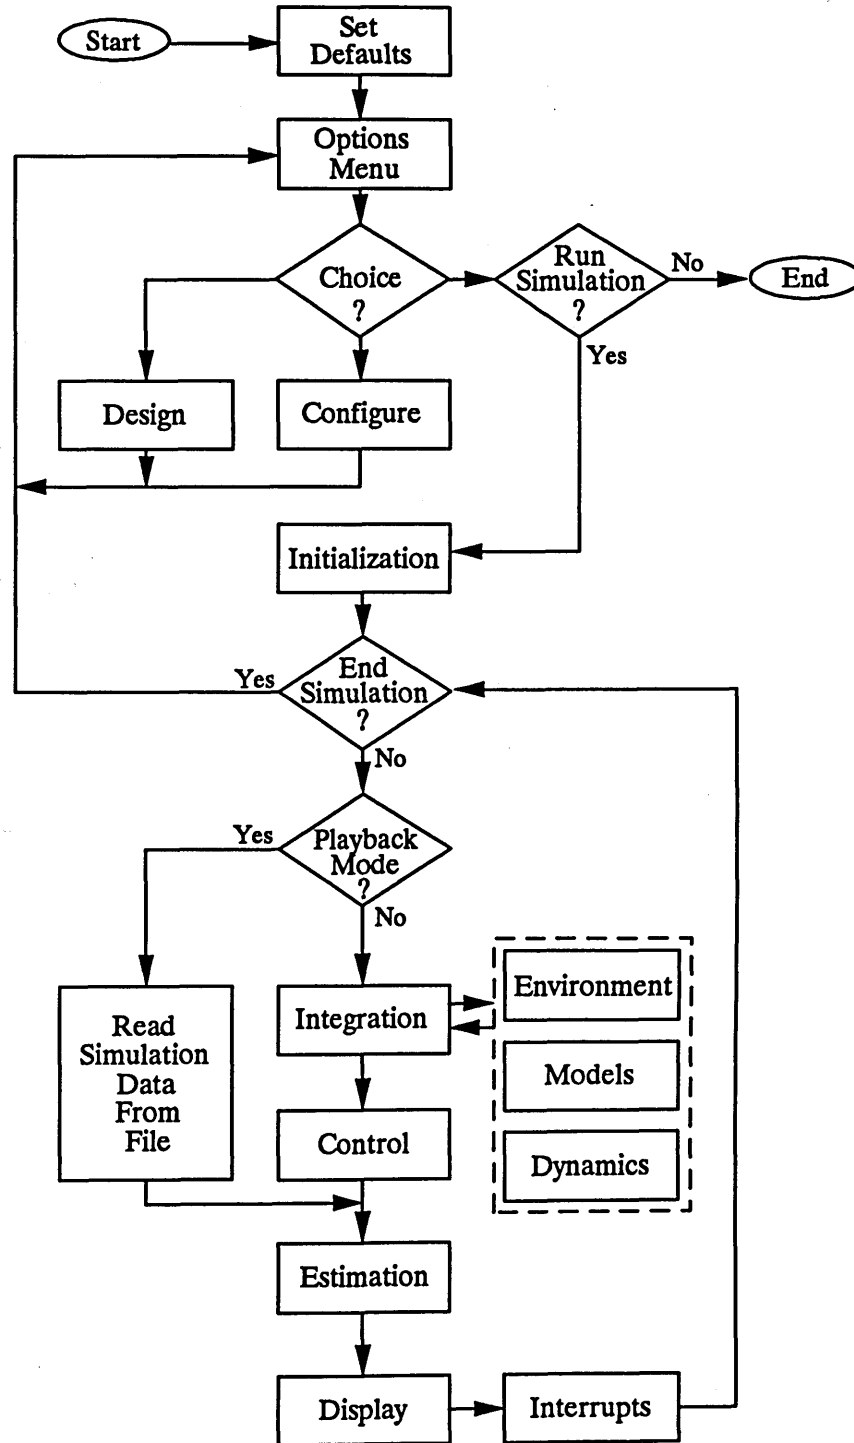 Start
Set
Defaults
Options
Menu
Choice
?
Run
Simulation
?
No
End
Yes
Design
Configure
Initialization
Yes
End
Simulation
?
No
Yes
Playback
Mode
?
No
Integration
Environment
Models
Dynamics
Read
Simulation
Data
From
File
Control
Estimation
Display
Interrupts